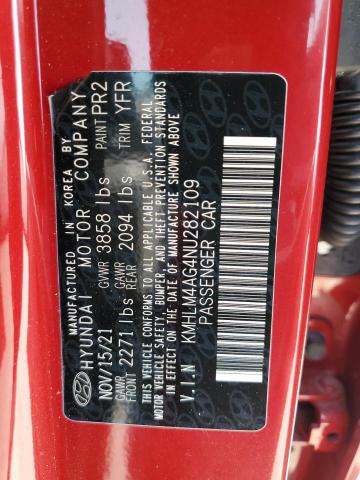 MANUFACTURED IN KOREA BY
HYUNDAI MOTOR COMPANY
NOV/15/21 GVWR 3858 lbs PAINT PR2
GAWR FRONT 2271 lbs GAWR REAR 2094 lbs TRIM YFR
THIS VEHICLE CONFORMS TO ALL APPLICABLE U.S.A. FEDERAL
MOTOR VEHICLE SAFETY, BUMPER, AND THEFT PREVENTION STANDARDS
IN EFFECT ON THE DATE OF MANUFACTURE SHOWN ABOVE
V.I.N KMHLM4AG4NU282109
PASSENGER CAR